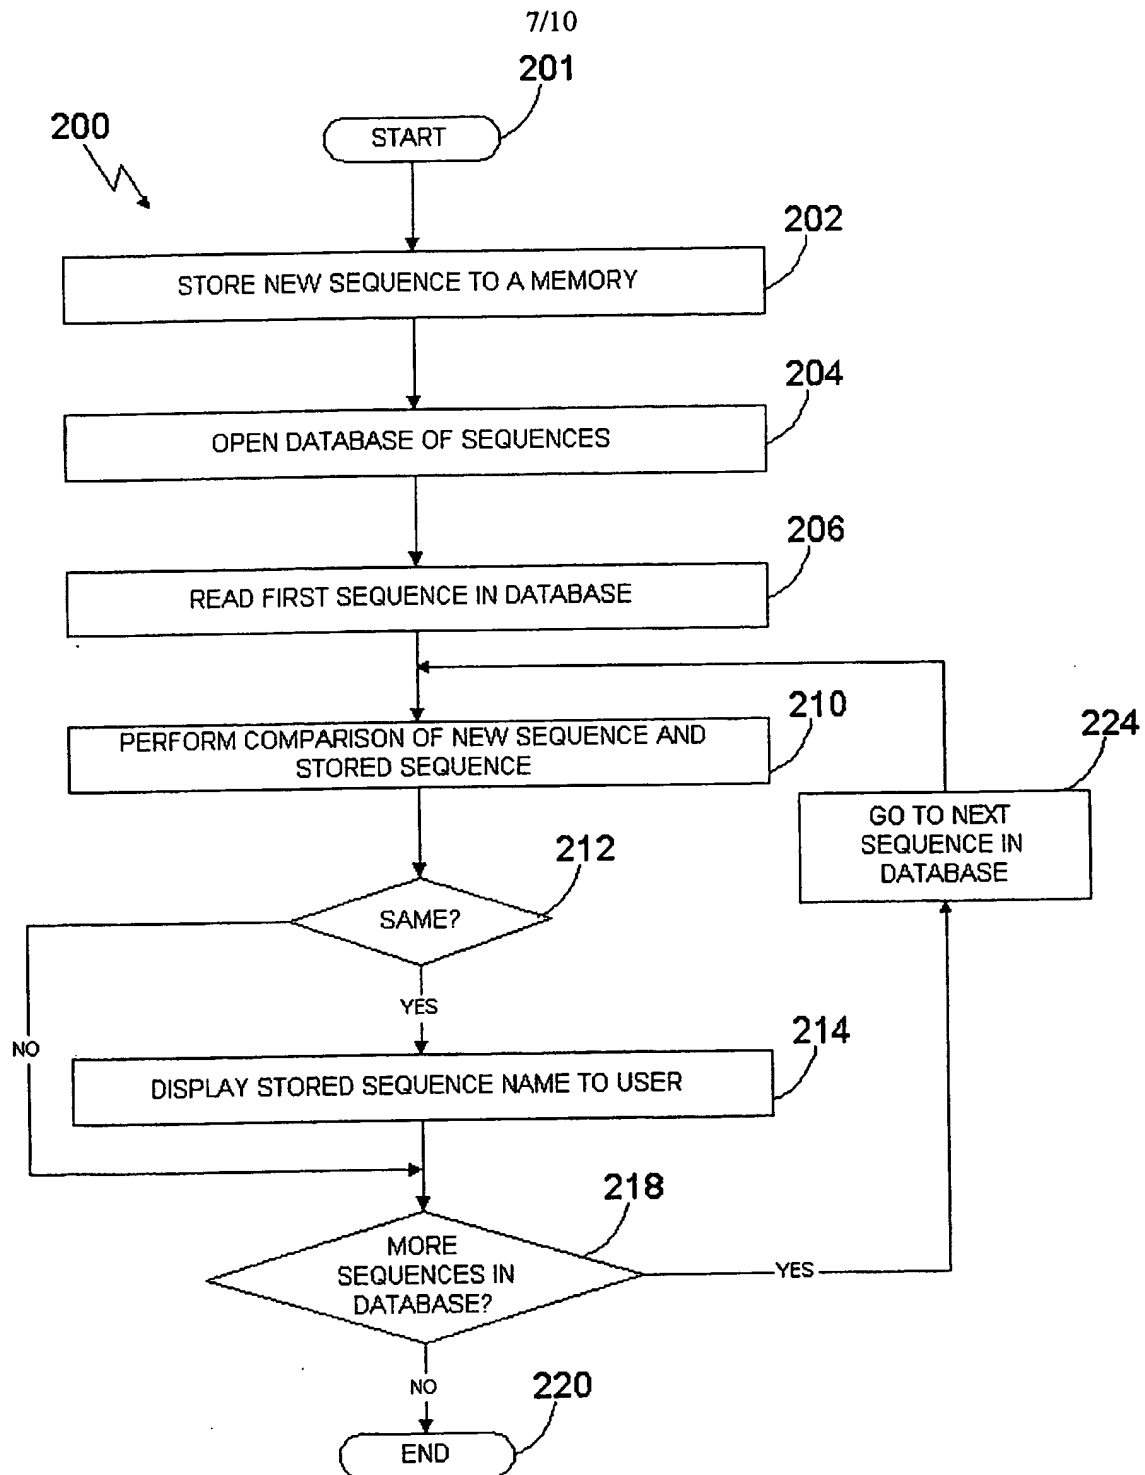 7/10
201
200
START
202
STORE NEW SEQUENCE TO A MEMORY
204
OPEN DATABASE OF SEQUENCES
206
READ FIRST SEQUENCE IN DATABASE
210
PERFORM COMPARISON OF NEW SEQUENCE AND
STORED SEQUENCE
224
GO TO NEXT
SEQUENCE IN
DATABASE
212
SAME?
YES
NO
214
DISPLAY STORED SEQUENCE NAME TO USER
218
MORE
SEQUENCES IN
DATABASE?
YES
NO
220
END